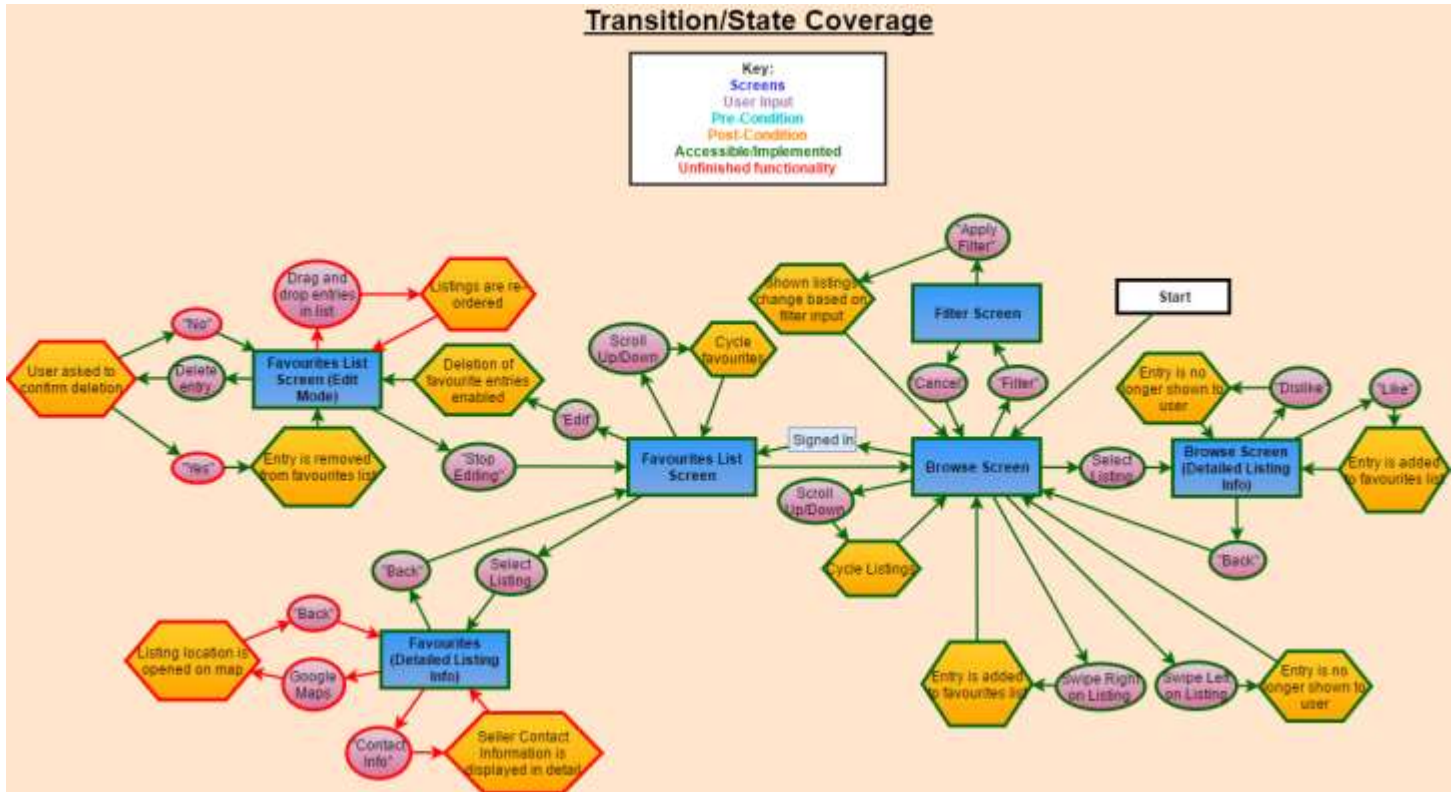 Transition/State Coverage
Key:
Screens
User Input
Pre-Condition
Post-Condition
Accessible/Implemented
Unfinished functionality
"Apply
Filter"
Shown listings
change based on
filter input
Filter Screen
Start
Cancel
"Filter"
Drag and
drop entries
in list
Listings are re-
ordered
"No"
User asked to
confirm deletion
Delete
entry
Favourites List
Screen (Edit
Mode)
Deletion of
favourite entries
enabled
"Yes"
Entry is removed
from favourites list
"Edit"
"Stop
Editing"
Scroll
Up/Down
Cycle
favourites
Favourites List
Screen
Signed in
Browse Screen
Scroll
Up/Down
Cycle Listings
Select
Listing
Entry is no
longer shown to
user
"Dislike"
"Like"
Browse Screen
(Detailed Listing
Info)
Entry is added
to favourites list
"Back"
"Back"
Select
Listing
"Back"
Listing location is
opened on map
Google
Maps
Favourites
(Detailed Listing
Info)
"Contact
Info"
Seller Contact
Information is
displayed in detail
Entry is added
to favourites list
Swipe Right
on Listing
Swipe Left
on Listing
Entry is no
longer shown to
user